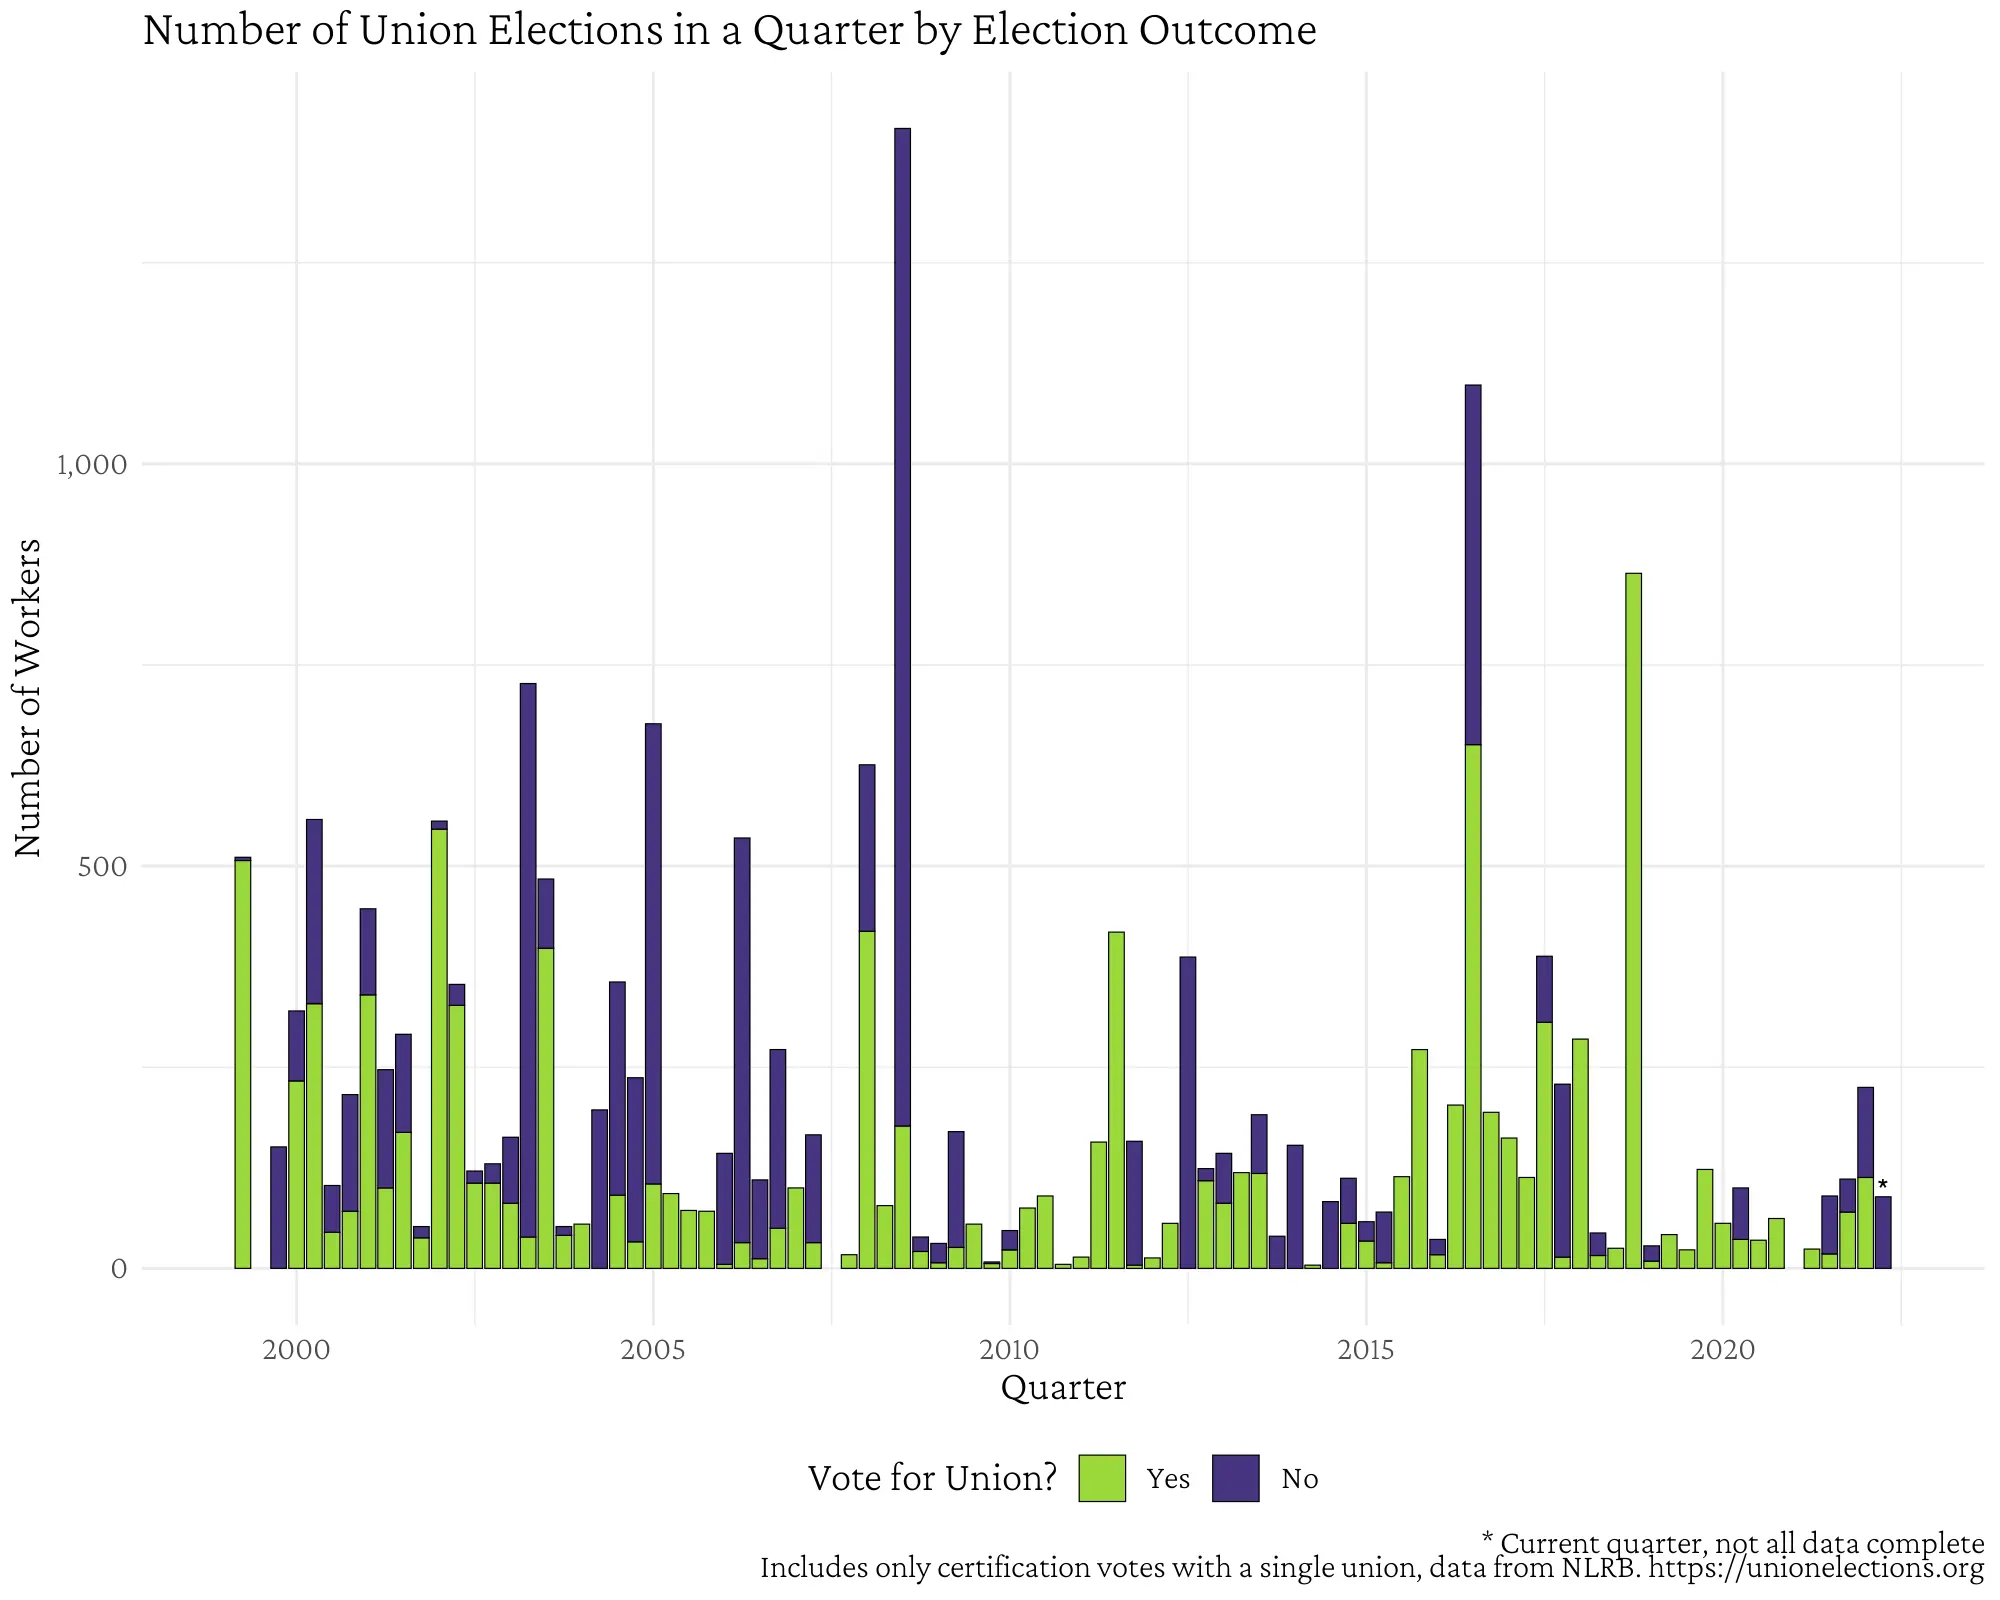 Number of Union Elections in a Quarter by Election Outcome
Number of Workers
1,000
500
0
2000 2005 2010 2015 2020
*
Quarter
Vote for Union? Yes No
* Current quarter, not all data complete
Includes only certification votes with a single union, data from NLRB. https://unionelections.org